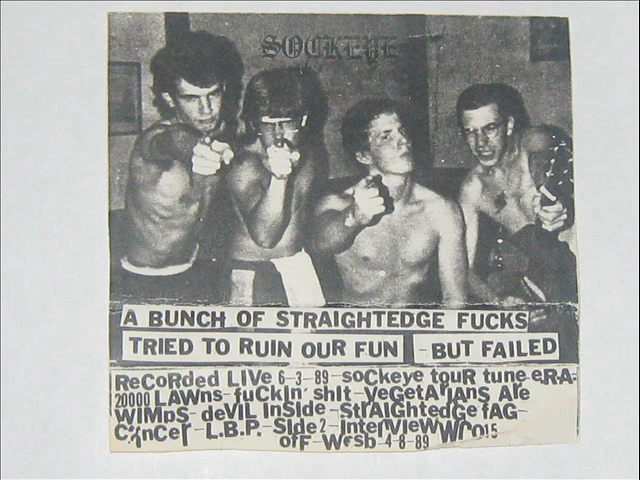 SOCKEYE
A BUNCH OF STRAIGHTEDGE FUCKS
TRIED TO RUIN OUR FUN - BUT FAILED
ReCoRded LIVe 6-3-89- soCkeye touR tune eRA-
20000 LAWns- fuCkIn' shIt- VeGetArIAns Are
WIMpS- deVIL InSIde- StrAIGhtedGe fAG-
CAnCer- L.B.P.- SIde 2- InterVIeW
off- WCsb 4-8-89